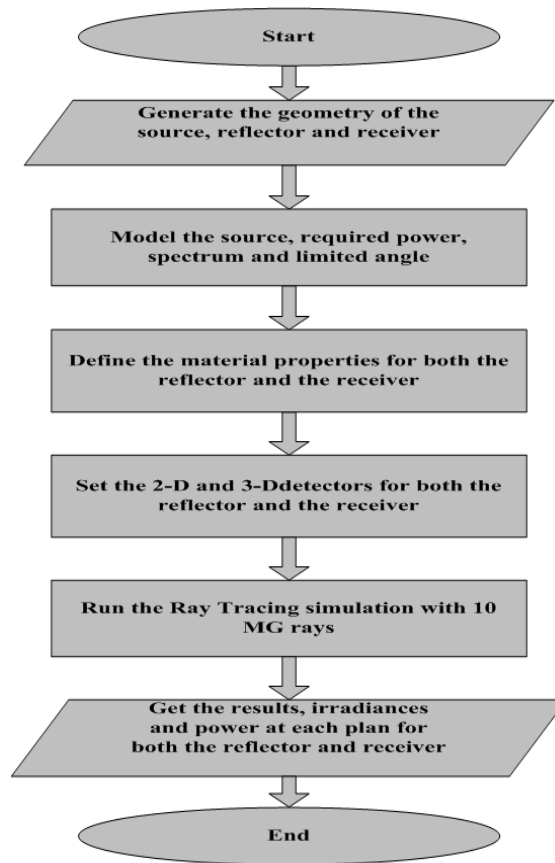 Start
Generate the geometry of the
source, reflector and receiver
Model the source, required power,
spectrum and limited angle
Define the material properties for both the
reflector and the receiver
Set the 2-D and 3-Ddetectors for both the
reflector and the receiver
Run the Ray Tracing simulation with 10
MG rays
Get the results, irradiances
and power at each plan for
both the reflector and receiver
End